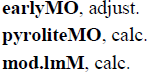 earlyMO, adjust.
pyroliteMO, calc.
mod.lmM, calc.